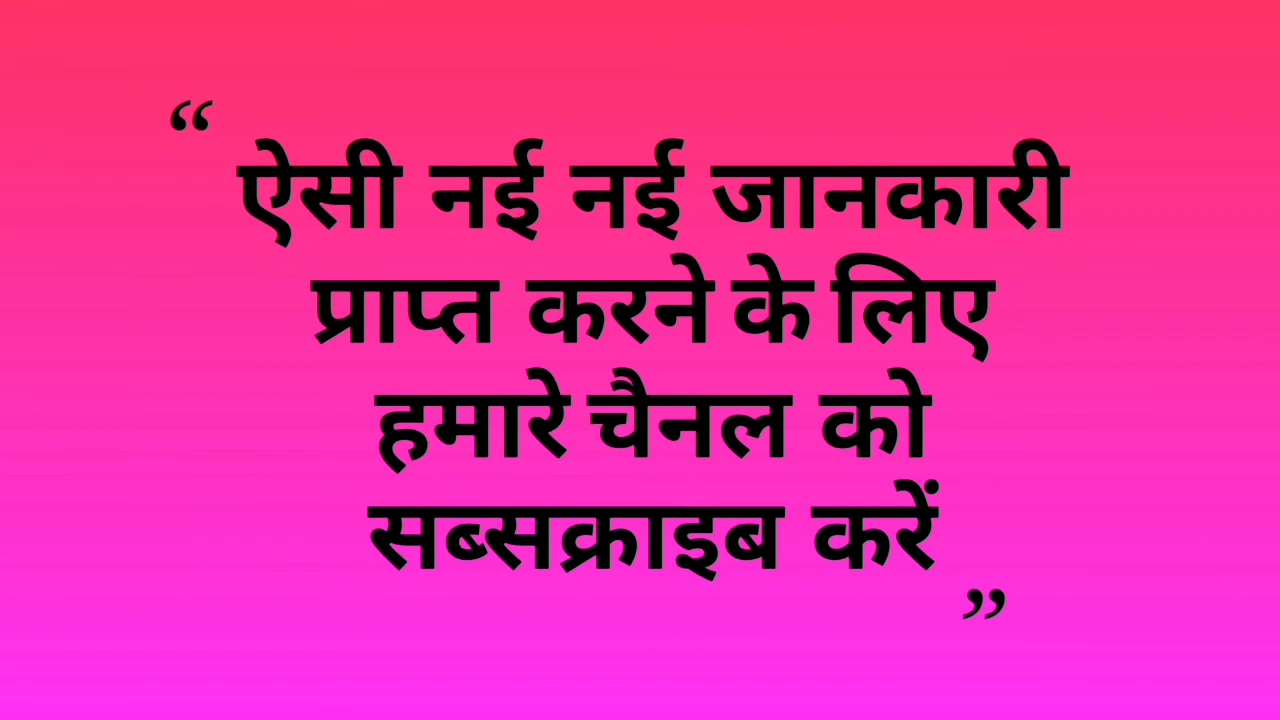 “ ऐसी नई नई जानकारी
प्राप्त करने के लिए
हमारे चैनल को
सब्सक्राइब करें ”